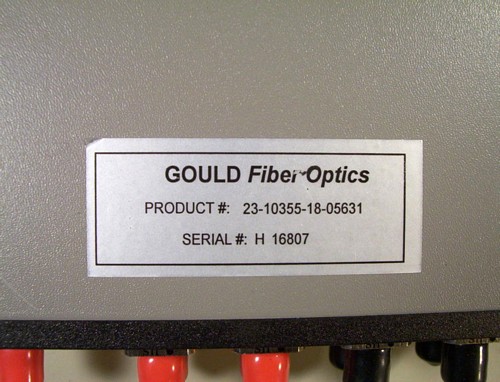 GOULD Fiber Optics
PRODUCT #: 23-10355-18-05631
SERIAL #: H 16807